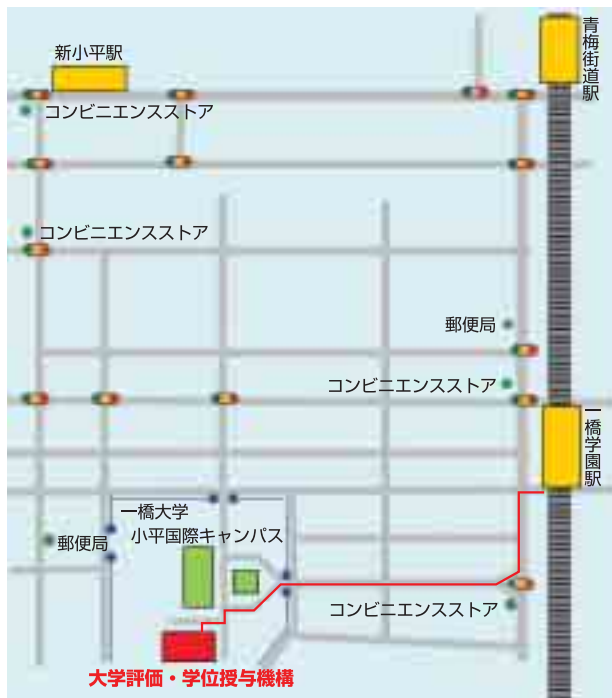 青梅街道駅
新小平駅
コンビニエンスストア
コンビニエンスストア
郵便局
コンビニエンスストア
一橋学園駅
一橋大学
小平国際キャンパス
郵便局
コンビニエンスストア
大学評価・学位授与機構